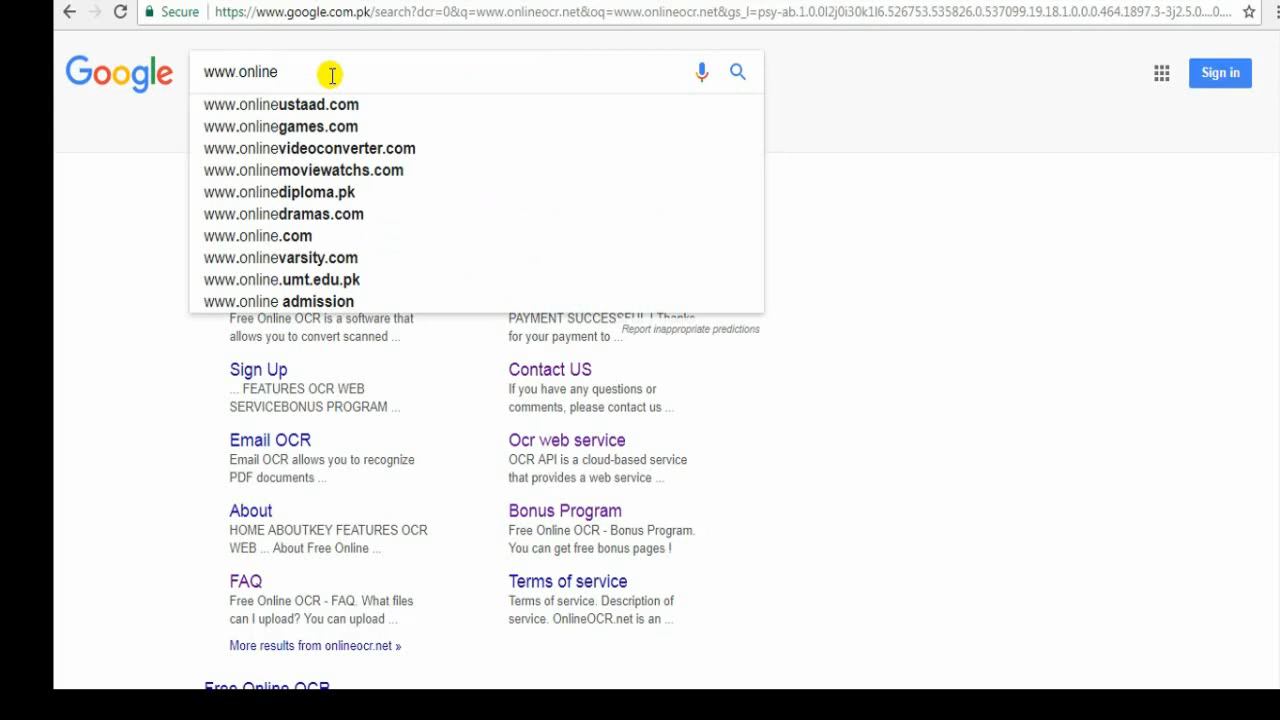 Secure https://www.google.com.pk/search?dcr=0&q=www.onlineocr.net&oq=www.onlineocr.net&gs_l=psy-ab.1.0.0l2j0i30k1l6.526753.535826.0.537099.19.18.1.0.0.0.464.1897.3-3j2.5.0....0....
Google
www.online
Sign in
www.onlineustaad.com
www.onlinegames.com
www.onlinevideoconverter.com
www.onlinemoviewatchs.com
www.onlinediploma.pk
www.onlinedramas.com
www.online.com
www.onlinevarsity.com
www.online.umt.edu.pk
www.online admission
Report inappropriate predictions
Free Online OCR is a software that
allows you to convert scanned ...
PAYMENT SUCCESSFUL! Thanks
for your payment to ...
Sign Up
... FEATURES OCR WEB
SERVICEBONUS PROGRAM ...
Contact US
If you have any questions or
comments, please contact us ...
Email OCR
Email OCR allows you to recognize
PDF documents ...
Ocr web service
OCR API is a cloud-based service
that provides a web service ...
About
HOME ABOUTKEY FEATURES OCR
WEB ... About Free Online ...
Bonus Program
Free Online OCR - Bonus Program.
You can get free bonus pages !
FAQ
Free Online OCR - FAQ. What files
can I upload? You can upload ...
Terms of service
Terms of service. Description of
service. OnlineOCR.net is an ...
More results from onlineocr.net »
Free Online OCR